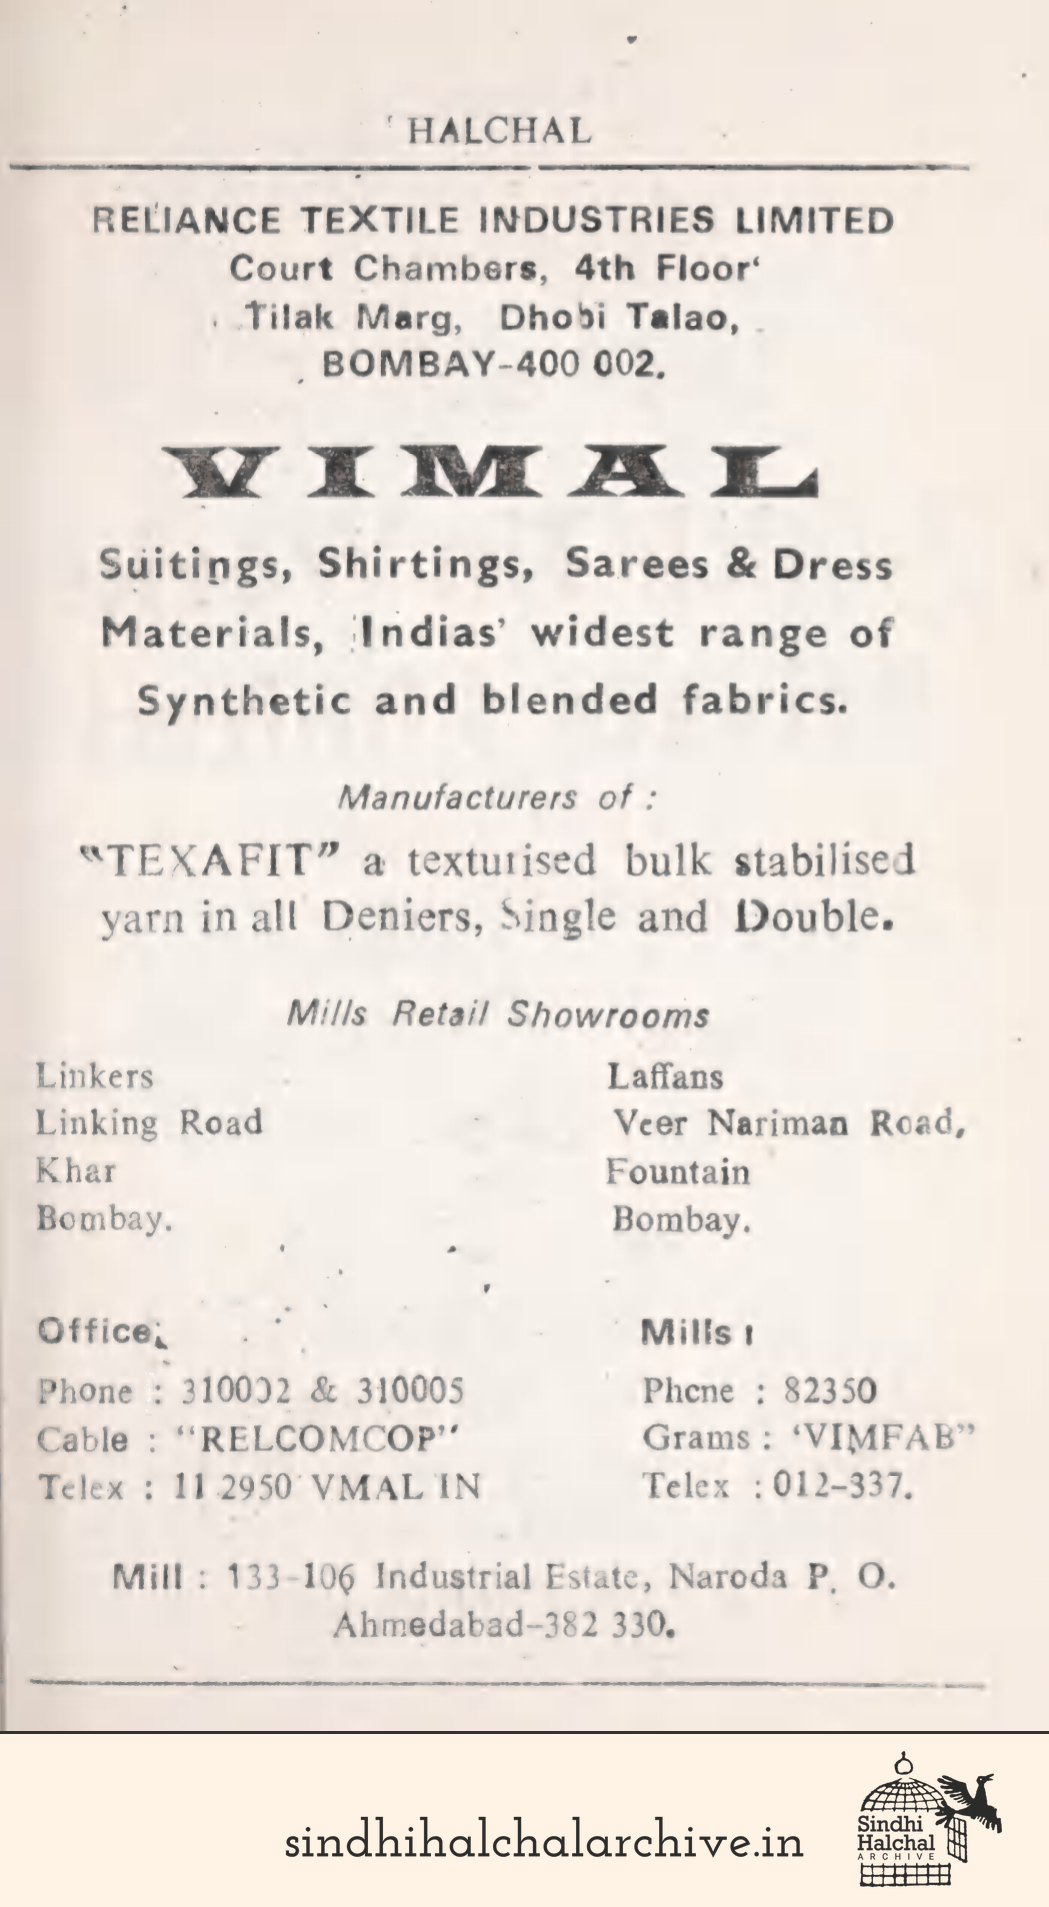 HALCHAL
RELIANCE TEXTILE INDUSTRIES LIMITED
Court Chambers, 4th Floor‘
Tilak Marg, Dhobi Talao,
BOMBAY-400 002.
VIMAL
Suitings, Shirtings, Sarees & Dress
Materials, Indias’ widest range of
Synthetic and blended fabrics.
Manufacturers of :
“TEXAFIT” a texturised bulk stabilised
yarn in all Deniers, Single and Double.
Mills Retail Showrooms
Linkers
Linking Road
Khar
Bombay.
Laffans
Veer Nariman Road,
Fountain
Bombay.
Office:
Phone : 310002 & 310005
Cable : “RELCOMCOP”
Telex : 11 2950 VMAL IN
Mills :
Phone : 82350
Grams : ‘VIMFAB”
Telex : 012-337.
Mill : 133-106 Industrial Estate, Naroda P. O.
Ahmedabad-382 330.
sindhihalchalarchive.in
Sindhi
Halchal
ARCHIVE